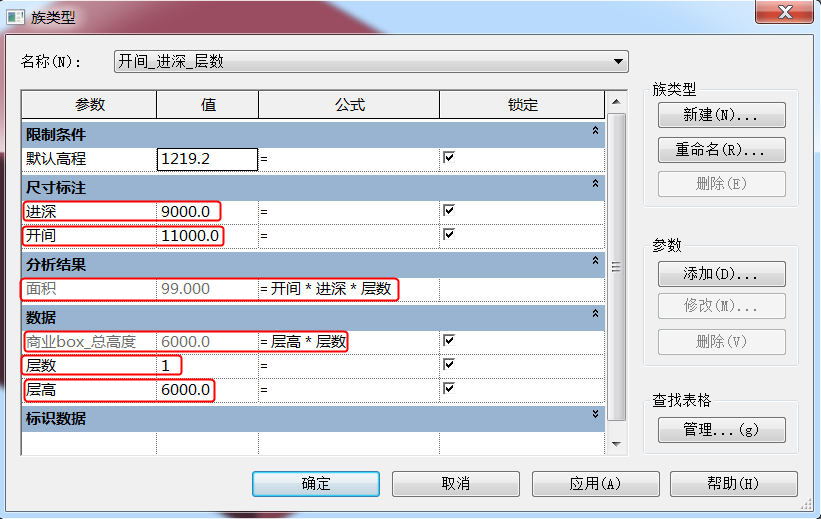 族类型
名称(N)：
开间_进深_层数
参数 值 公式 锁定
限制条件
默认高程 1219.2 =
尺寸标注
进深 9000.0 =
开间 11000.0 =
分析结果
面积 99.000 = 开间 * 进深 * 层数
数据
商业box_总高度 6000.0 = 层高 * 层数
层数 1 =
层高 6000.0 =
标识数据
族类型
新建(N)...
重命名(R)...
删除(E)
参数
添加(D)...
修改(M)...
删除(V)
查找表格
管理...(g)
确定 取消 应用(A) 帮助(H)